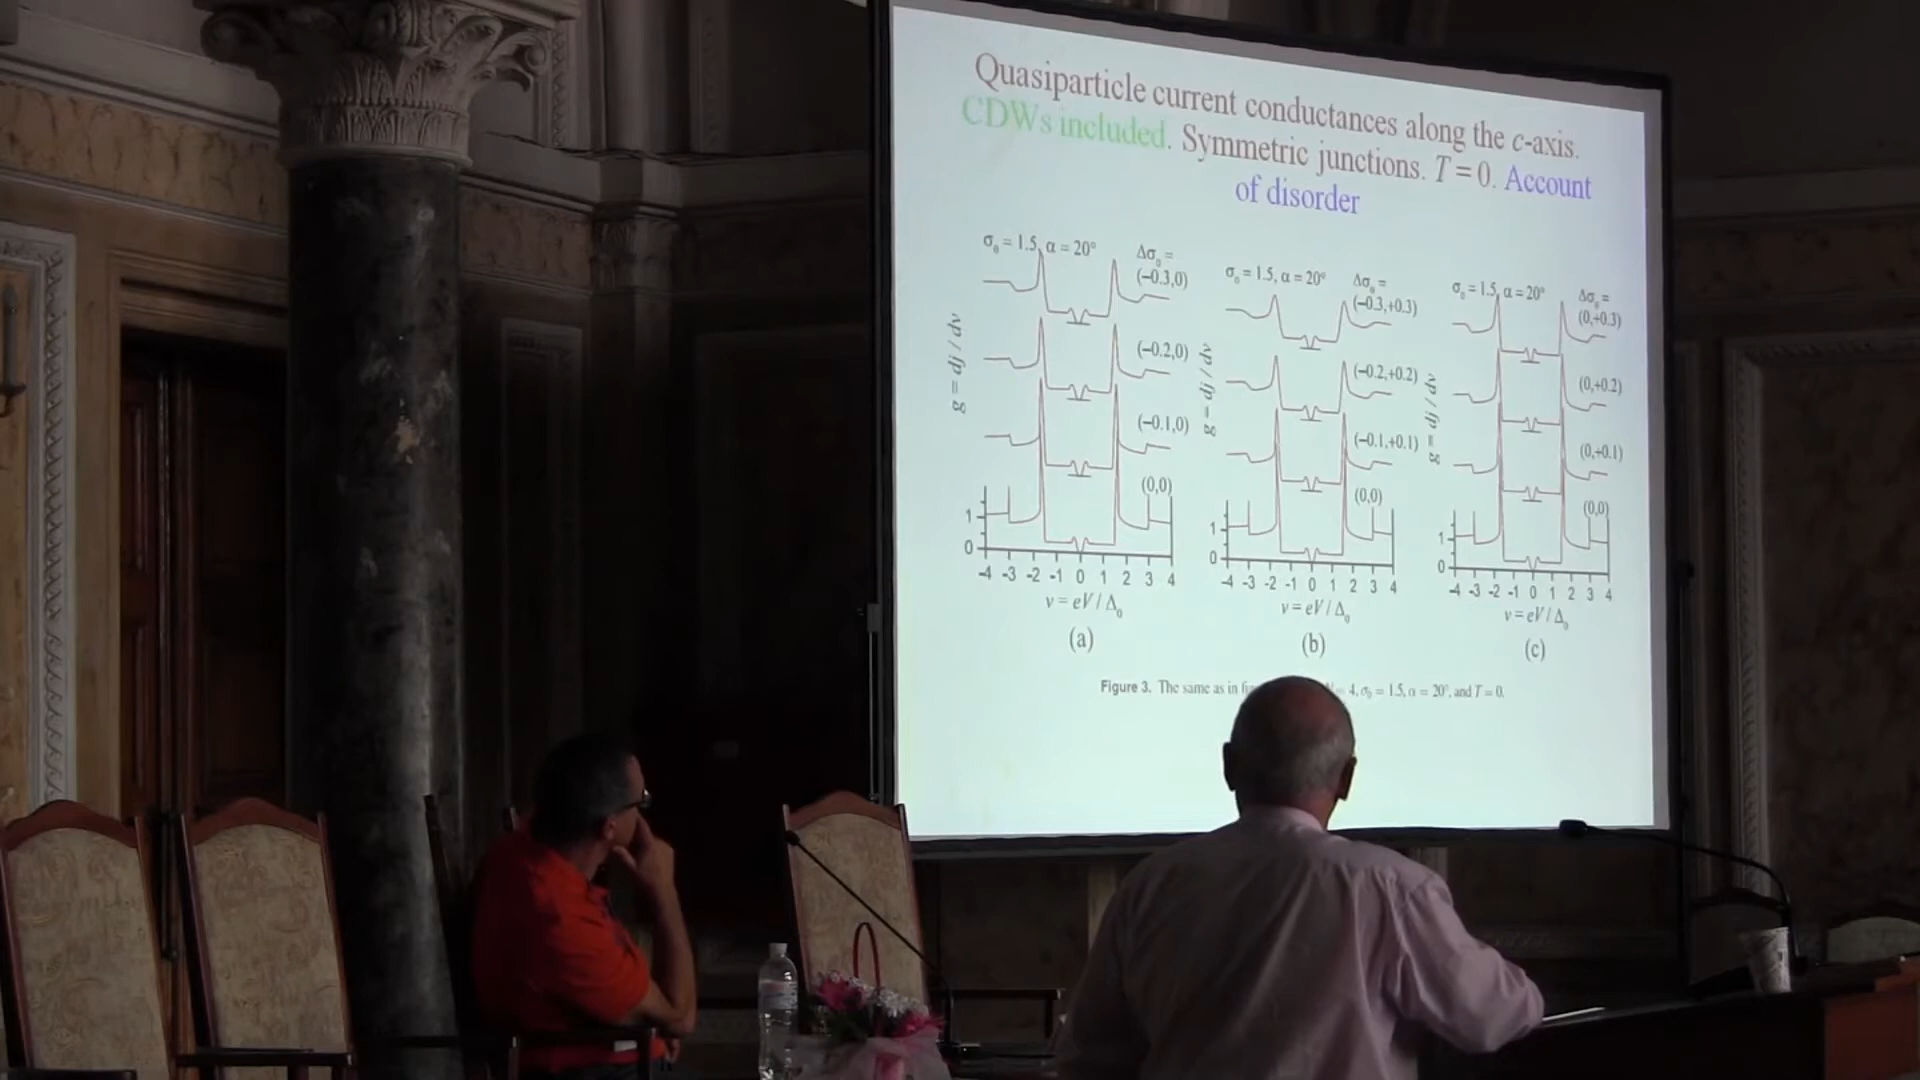 Quasiparticle current conductances along the c-axis.
CDWs included. Symmetric junctions. T = 0. Account
of disorder
σ₀ = 1.5, α = 20°
Δσ₀ =
(−0.3,0)
(−0.2,0)
(−0.1,0)
(0,0)
g = dj / dv
1
0
-4 -3 -2 -1 0 1 2 3 4
v = eV / Δ₀
(a)
σ₀ = 1.5, α = 20°
Δσ₀ =
(−0.3,+0.3)
(−0.2,+0.2)
(−0.1,+0.1)
(0,0)
g = dj / dv
1
0
-4 -3 -2 -1 0 1 2 3 4
v = eV / Δ₀
(b)
σ₀ = 1.5, α = 20°
Δσ₀ =
(0,+0.3)
(0,+0.2)
(0,+0.1)
(0,0)
g = dj / dv
1
0
-4 -3 -2 -1 0 1 2 3 4
v = eV / Δ₀
(c)
Figure 3. The same as in = 4, σ₀ = 1.5, α = 20°, and T = 0.